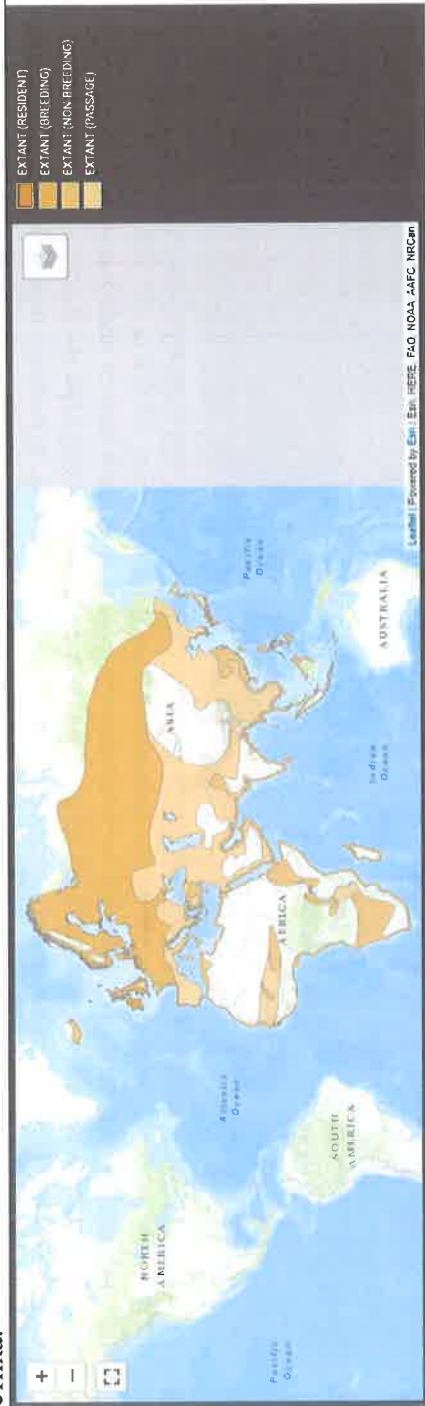 +
−
NORTH
AMERICA
Pacific
Ocean
Atlantic
Ocean
SOUTH
AMERICA
AFRICA
ASIA
Indian
Ocean
Pacific
Ocean
AUSTRALIA
Leaflet | Powered by Esri | Esri, HERE, FAO, NOAA, AAFC, NRCan
EXTANT (RESIDENT)
EXTANT (BREEDING)
EXTANT (NON-BREEDING)
EXTANT (PASSAGE)